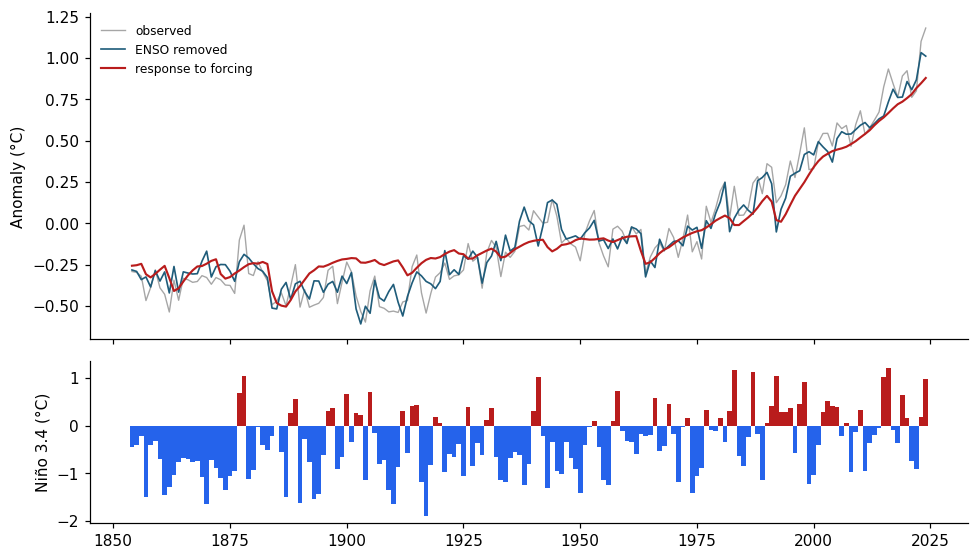 1.25
1.00
0.75
0.50
0.25
0.00
−0.25
−0.50
Anomaly (°C)
observed
ENSO removed
response to forcing
1
0
−1
−2
Niño 3.4 (°C)
1850 1875 1900 1925 1950 1975 2000 2025